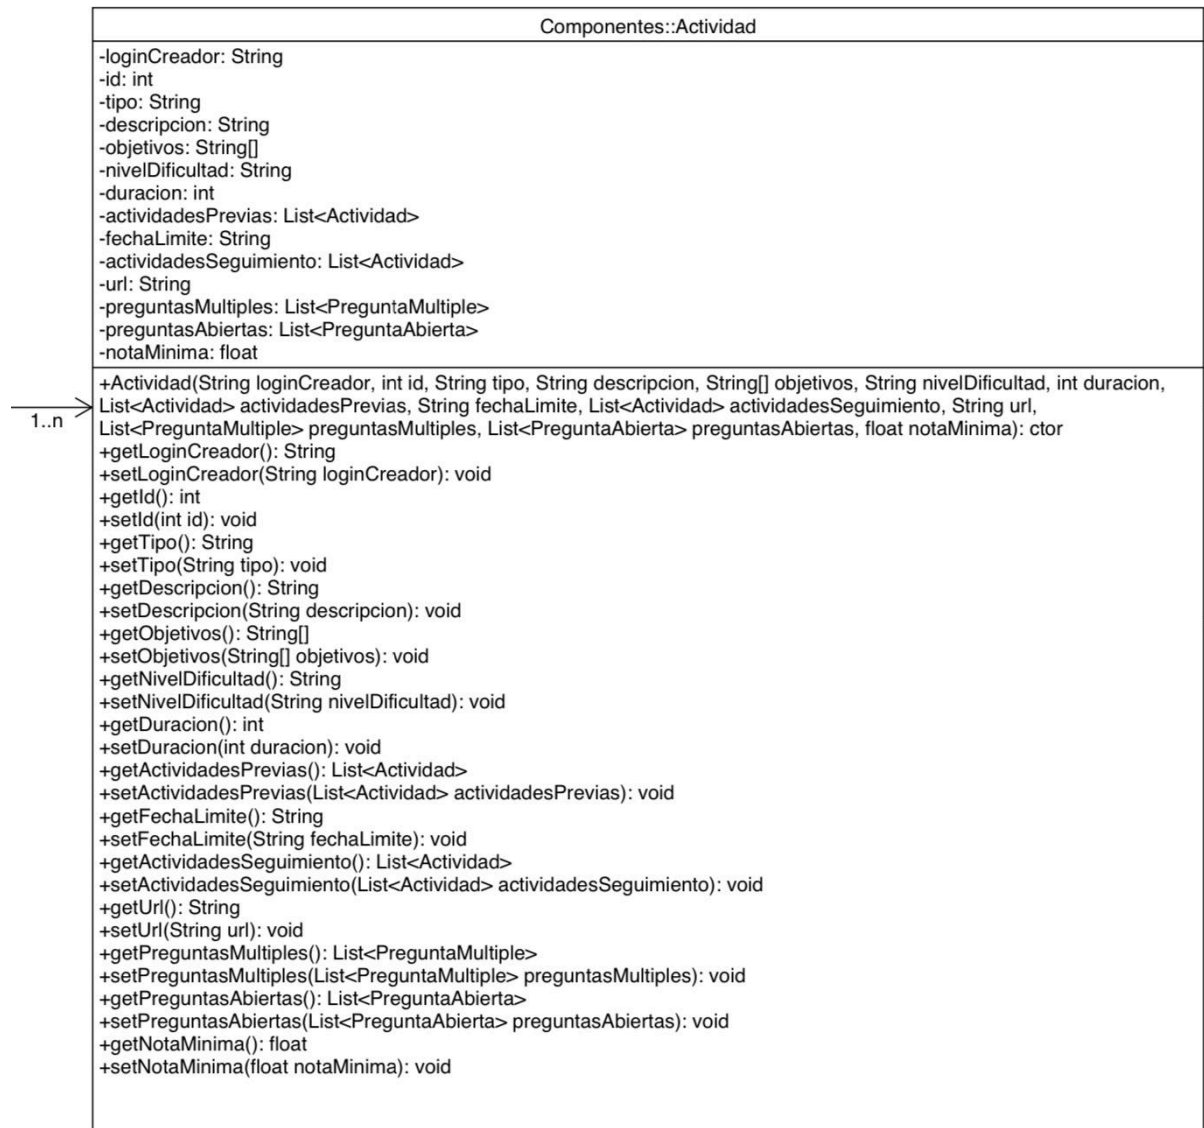 Componentes::Actividad
-loginCreador: String
-id: int
-tipo: String
-descripcion: String
-objetivos: String[]
-nivelDificultad: String
-duracion: int
-actividadesPrevias: List<Actividad>
-fechaLimite: String
-actividadesSeguimiento: List<Actividad>
-url: String
-preguntasMultiples: List<PreguntaMultiple>
-preguntasAbiertas: List<PreguntaAbierta>
-notaMinima: float
+Actividad(String loginCreador, int id, String tipo, String descripcion, String[] objetivos, String nivelDificultad, int duracion,
List<Actividad> actividadesPrevias, String fechaLimite, List<Actividad> actividadesSeguimiento, String url,
1..n
List<PreguntaMultiple> preguntasMultiples, List<PreguntaAbierta> preguntasAbiertas, float notaMinima): ctor
+getLoginCreador(): String
+setLoginCreador(String loginCreador): void
+getId(): int
+setId(int id): void
+getTipo(): String
+setTipo(String tipo): void
+getDescripcion(): String
+setDescripcion(String descripcion): void
+getObjetivos(): String[]
+setObjetivos(String[] objetivos): void
+getNivelDificultad(): String
+setNivelDificultad(String nivelDificultad): void
+getDuracion(): int
+setDuracion(int duracion): void
+getActividadesPrevias(): List<Actividad>
+setActividadesPrevias(List<Actividad> actividadesPrevias): void
+getFechaLimite(): String
+setFechaLimite(String fechaLimite): void
+getActividadesSeguimiento(): List<Actividad>
+setActividadesSeguimiento(List<Actividad> actividadesSeguimiento): void
+getUrl(): String
+setUrl(String url): void
+getPreguntasMultiples(): List<PreguntaMultiple>
+setPreguntasMultiples(List<PreguntaMultiple> preguntasMultiples): void
+getPreguntasAbiertas(): List<PreguntaAbierta>
+setPreguntasAbiertas(List<PreguntaAbierta> preguntasAbiertas): void
+getNotaMinima(): float
+setNotaMinima(float notaMinima): void